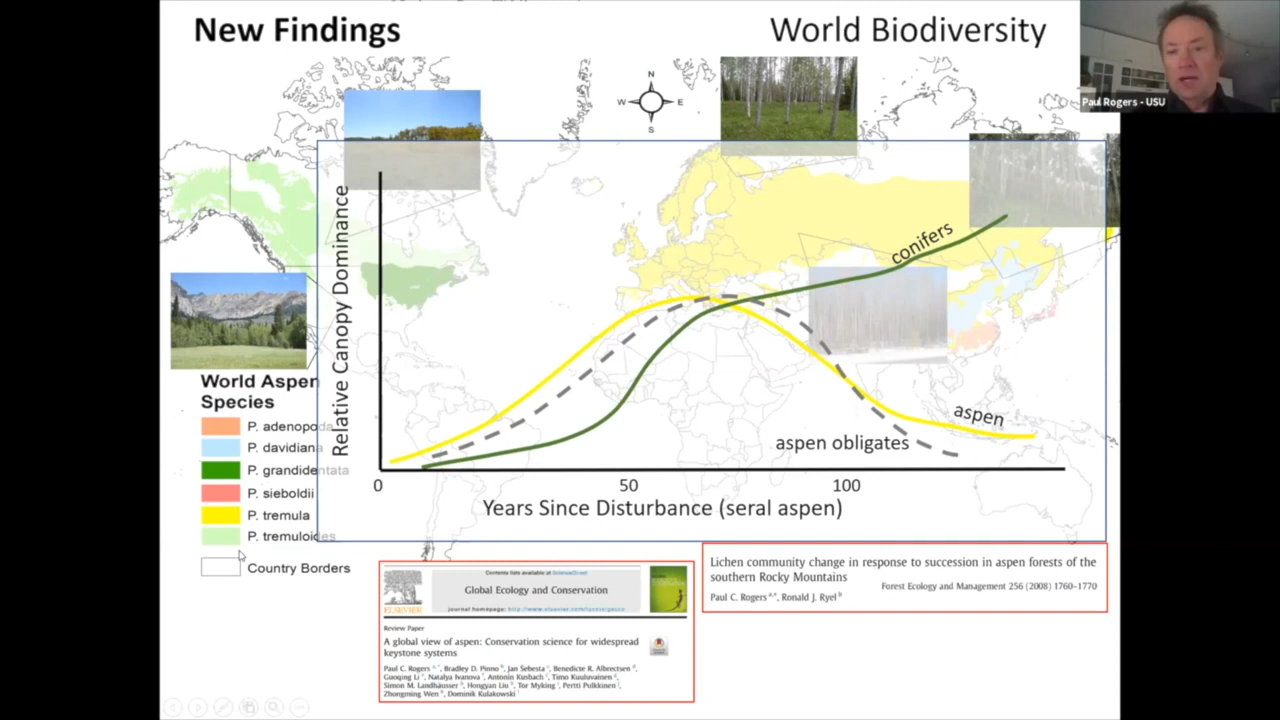 New Findings
World Biodiversity
Paul Rogers - USU
N
W
E
S
Relative Canopy Dominance
conifers
aspen
aspen obligates
0
50
100
Years Since Disturbance (seral aspen)
World Aspen
Species
P. adenopoda
P. davidiana
P. grandidentata
P. sieboldii
P. tremula
P. tremuloides
Country Borders
Contents lists available at ScienceDirect
Global Ecology and Conservation
journal homepage: http://www.elsevier.com/locate/gecco
ELSEVIER
Review Paper
A global view of aspen: Conservation science for widespread
keystone systems
Paul C. Rogers, Bradley D. Pinno, Jan Šebesta, Benedicte R. Albrectsen,
Guoqing Li, Natalya Ivanova, Antonín Kusbach, Timo Kuuluvainen,
Simon M. Landhäusser, Hongyan Liu, Tor Myking, Pertti Pulkkinen,
Zhongming Wen, Dominik Kulakowski
Lichen community change in response to succession in aspen forests of the
southern Rocky Mountains
Forest Ecology and Management 256 (2008) 1760–1770
Paul C. Rogers a,*, Ronald J. Ryel b